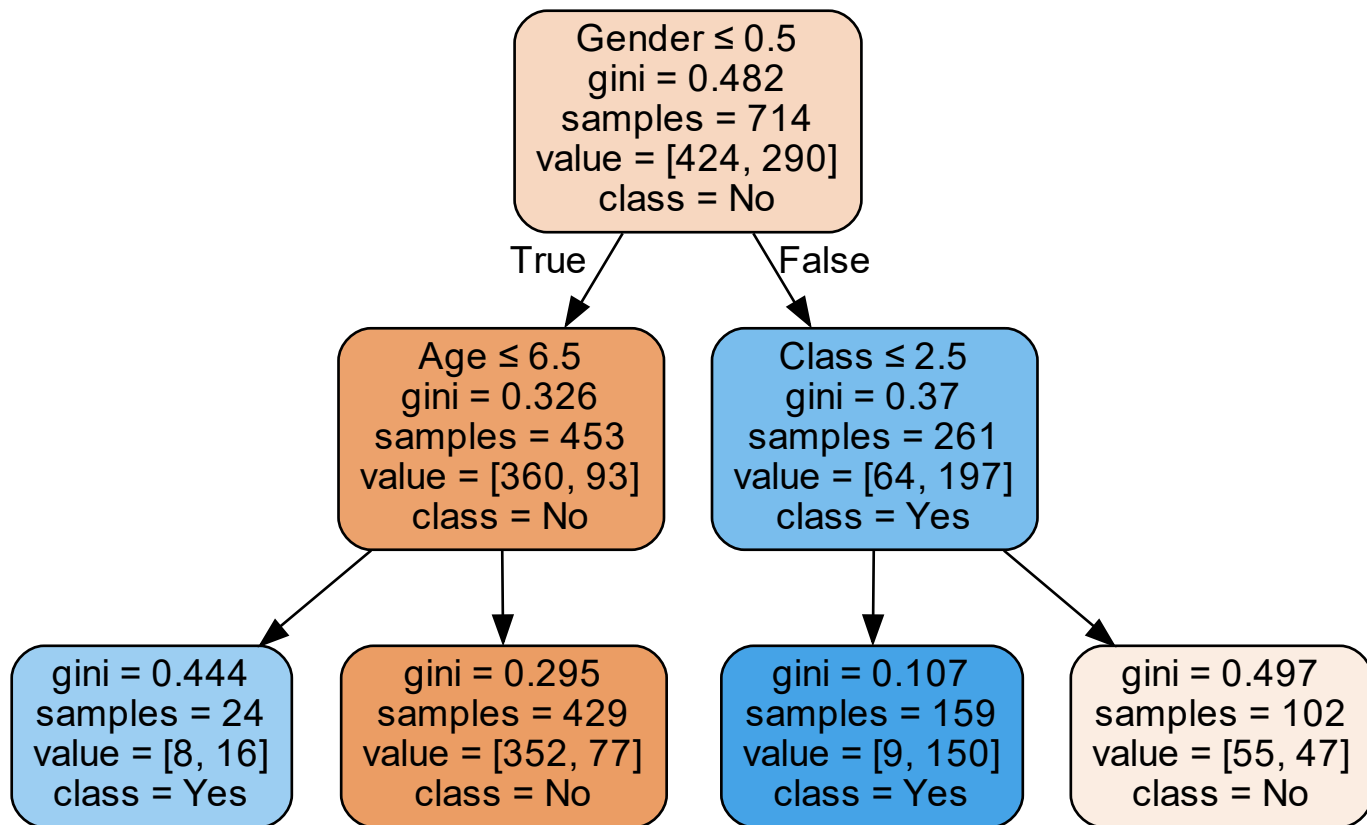 Gender ≤ 0.5
gini = 0.482
samples = 714
value = [424, 290]
class = No
True
False
Age ≤ 6.5
gini = 0.326
samples = 453
value = [360, 93]
class = No
Class ≤ 2.5
gini = 0.37
samples = 261
value = [64, 197]
class = Yes
gini = 0.444
samples = 24
value = [8, 16]
class = Yes
gini = 0.295
samples = 429
value = [352, 77]
class = No
gini = 0.107
samples = 159
value = [9, 150]
class = Yes
gini = 0.497
samples = 102
value = [55, 47]
class = No